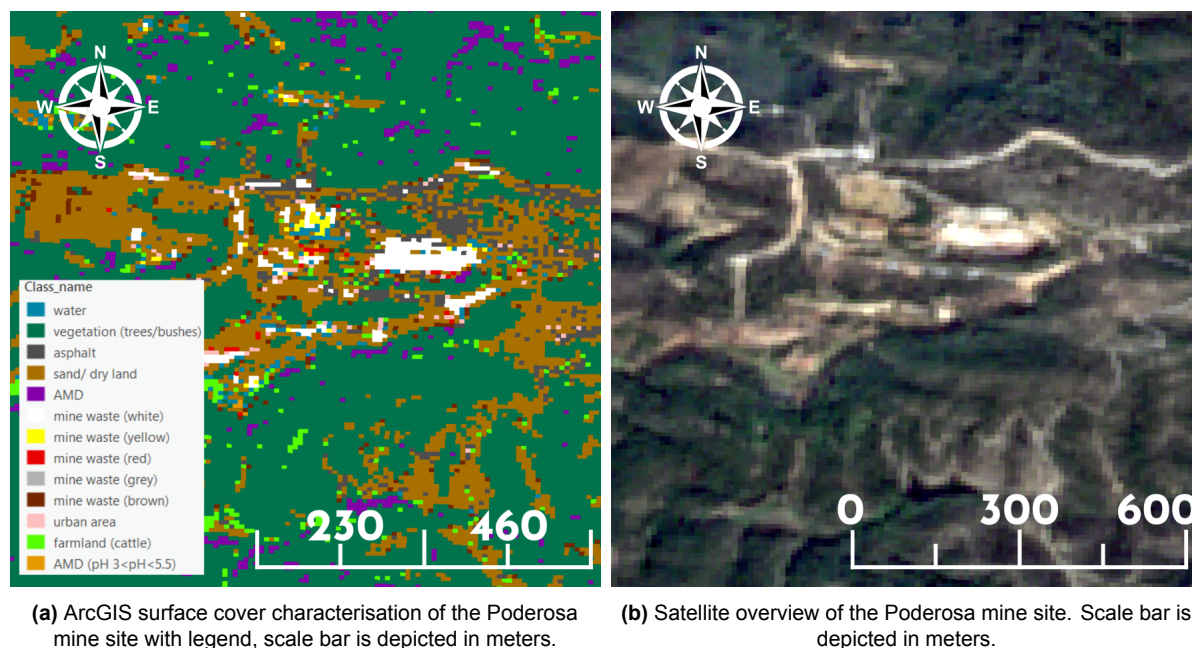 N
W E
S
Class_name
water
vegetation (trees/bushes)
asphalt
sand/ dry land
AMD
mine waste (white)
mine waste (yellow)
mine waste (red)
mine waste (grey)
mine waste (brown)
urban area
farmland (cattle)
AMD (pH 3<pH<5.5)
230 460
N
W E
S
0 300 600
(a) ArcGIS surface cover characterisation of the Poderosa
mine site with legend, scale bar is depicted in meters.
(b) Satellite overview of the Poderosa mine site. Scale bar is
depicted in meters.